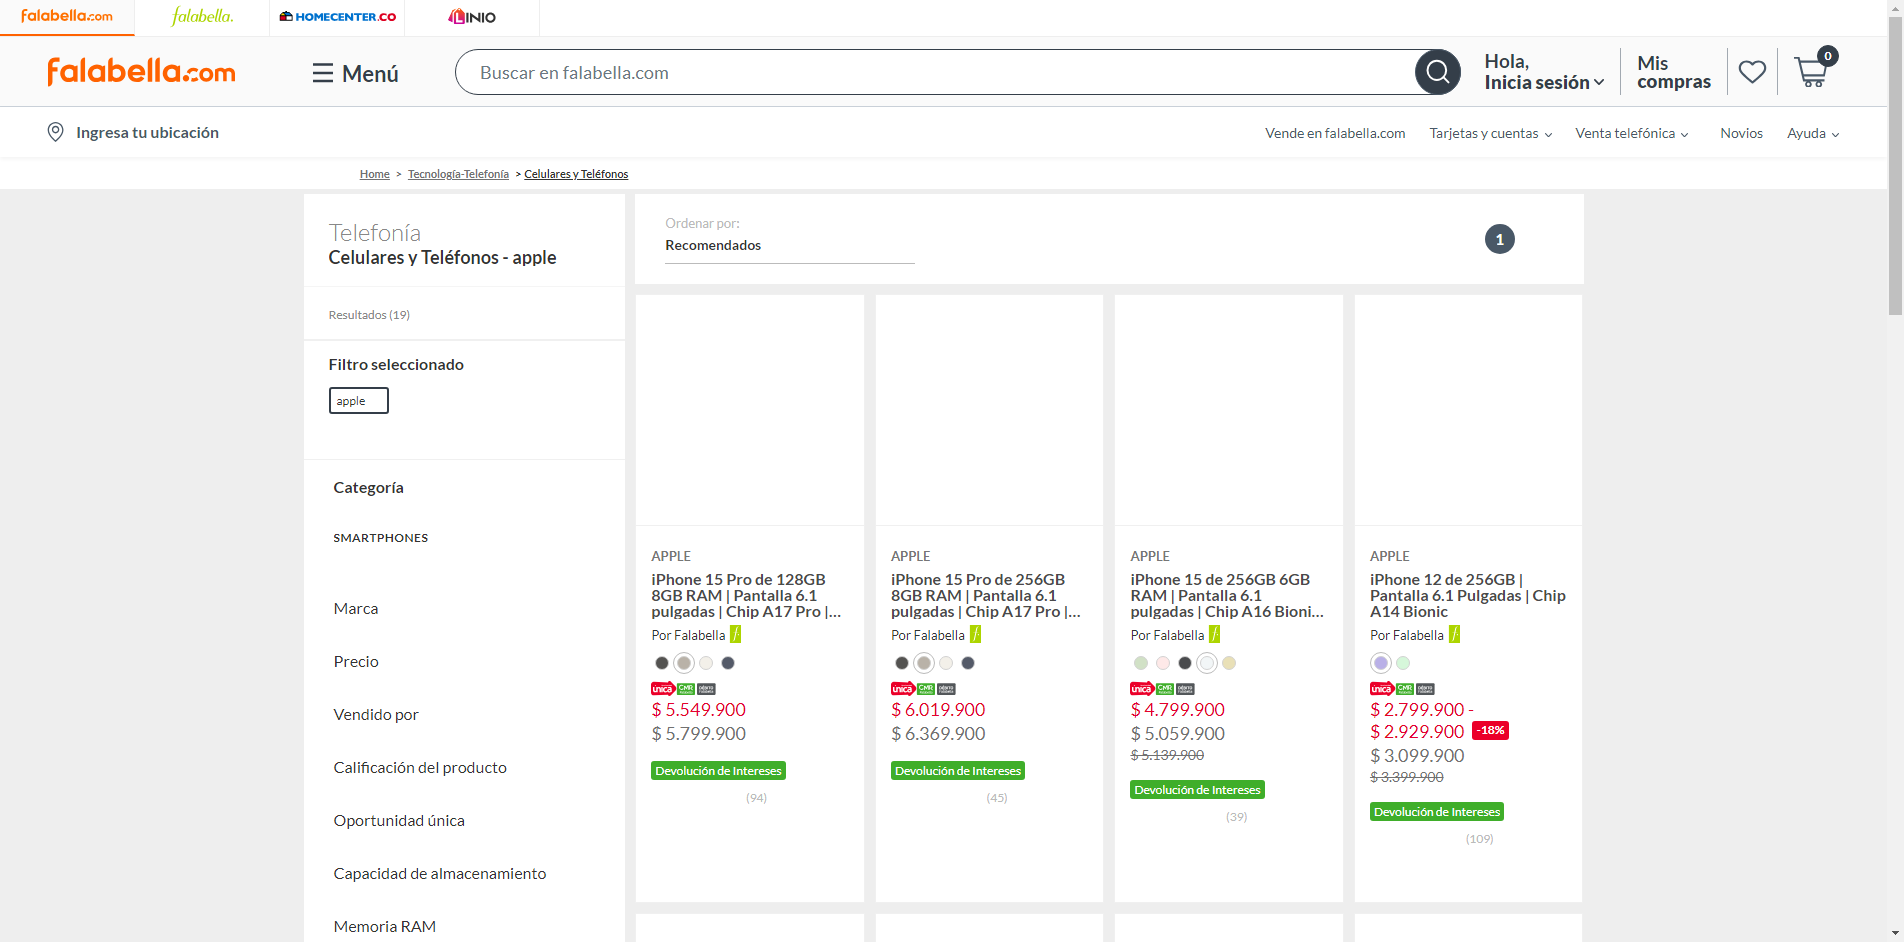 falabella.com
falabella.
HOMECENTER.CO
LINIO
falabella.com
Menú
Buscar en falabella.com
Hola,
Inicia sesión
Mis
compras
0
Ingresa tu ubicación
Vende en falabella.com
Tarjetas y cuentas
Venta telefónica
Novios
Ayuda
Home > Tecnología-Telefonía > Celulares y Teléfonos
Telefonía
Celulares y Teléfonos - apple
Resultados (19)
Filtro seleccionado
apple
Categoría
SMARTPHONES
Marca
Precio
Vendido por
Calificación del producto
Oportunidad única
Capacidad de almacenamiento
Memoria RAM
Ordenar por:
Recomendados
1
APPLE
iPhone 15 Pro de 128GB
8GB RAM | Pantalla 6.1
pulgadas | Chip A17 Pro |...
Por Falabella
única CMR
$ 5.549.900
$ 5.799.900
Devolución de Intereses
(94)
APPLE
iPhone 15 Pro de 256GB
8GB RAM | Pantalla 6.1
pulgadas | Chip A17 Pro |...
Por Falabella
única CMR
$ 6.019.900
$ 6.369.900
Devolución de Intereses
(45)
APPLE
iPhone 15 de 256GB 6GB
RAM | Pantalla 6.1
pulgadas | Chip A16 Bioni...
Por Falabella
única CMR
$ 4.799.900
$ 5.059.900
$ 5.139.900
Devolución de Intereses
(39)
APPLE
iPhone 12 de 256GB |
Pantalla 6.1 Pulgadas | Chip
A14 Bionic
Por Falabella
única CMR
$ 2.799.900 -
$ 2.929.900 -18%
$ 3.099.900
$ 3.399.900
Devolución de Intereses
(109)